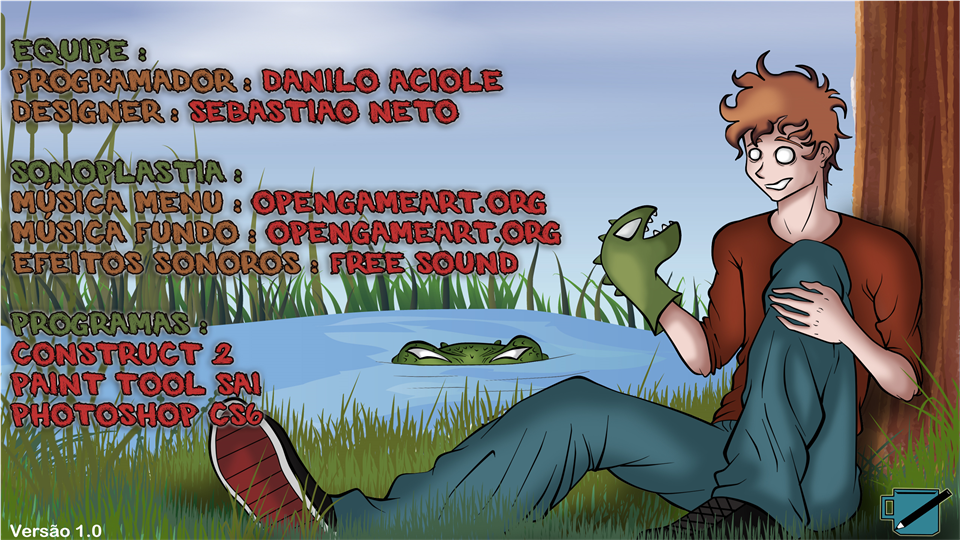 EQUIPE :
PROGRAMADOR : DANILO ACIOLE
DESIGNER : SEBASTIAO NETO
SONOPLASTIA :
MÚSICA MENU : OPENGAMEART.ORG
MÚSICA FUNDO : OPENGAMEART.ORG
EFEITOS SONOROS : FREE SOUND
PROGRAMAS :
CONSTRUCT 2
PAINT TOOL SAI
PHOTOSHOP CS6
Versão 1.0